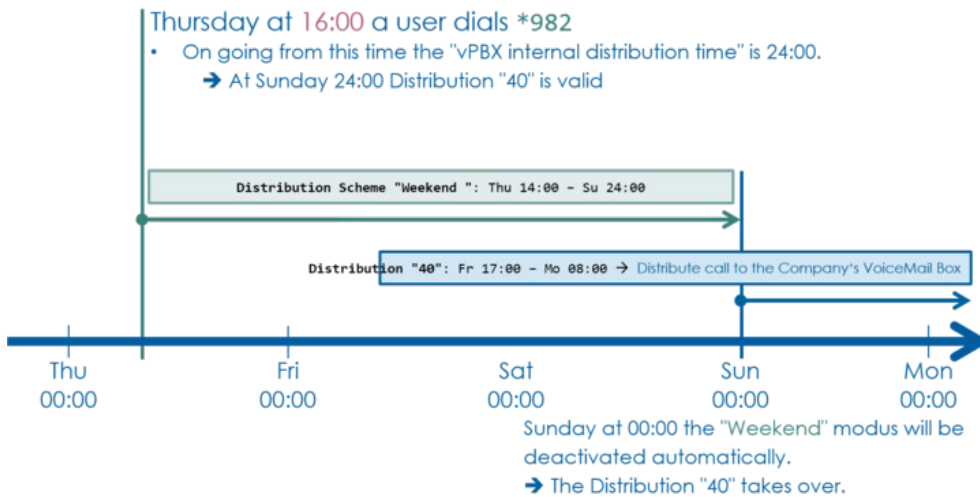 Thursday at 16:00 a user dials *982
• On going from this time the "vPBX internal distribution time" is 24:00.
➔ At Sunday 24:00 Distribution "40" is valid
Distribution Scheme "Weekend ": Thu 14:00 – Su 24:00
Distribution "40": Fr 17:00 – Mo 08:00 → Distribute call to the Company's VoiceMail Box
Thu Fri Sat Sun Mon
00:00 00:00 00:00 00:00 00:00
Sunday at 00:00 the "Weekend" modus will be
deactivated automatically.
➔ The Distribution "40" takes over.